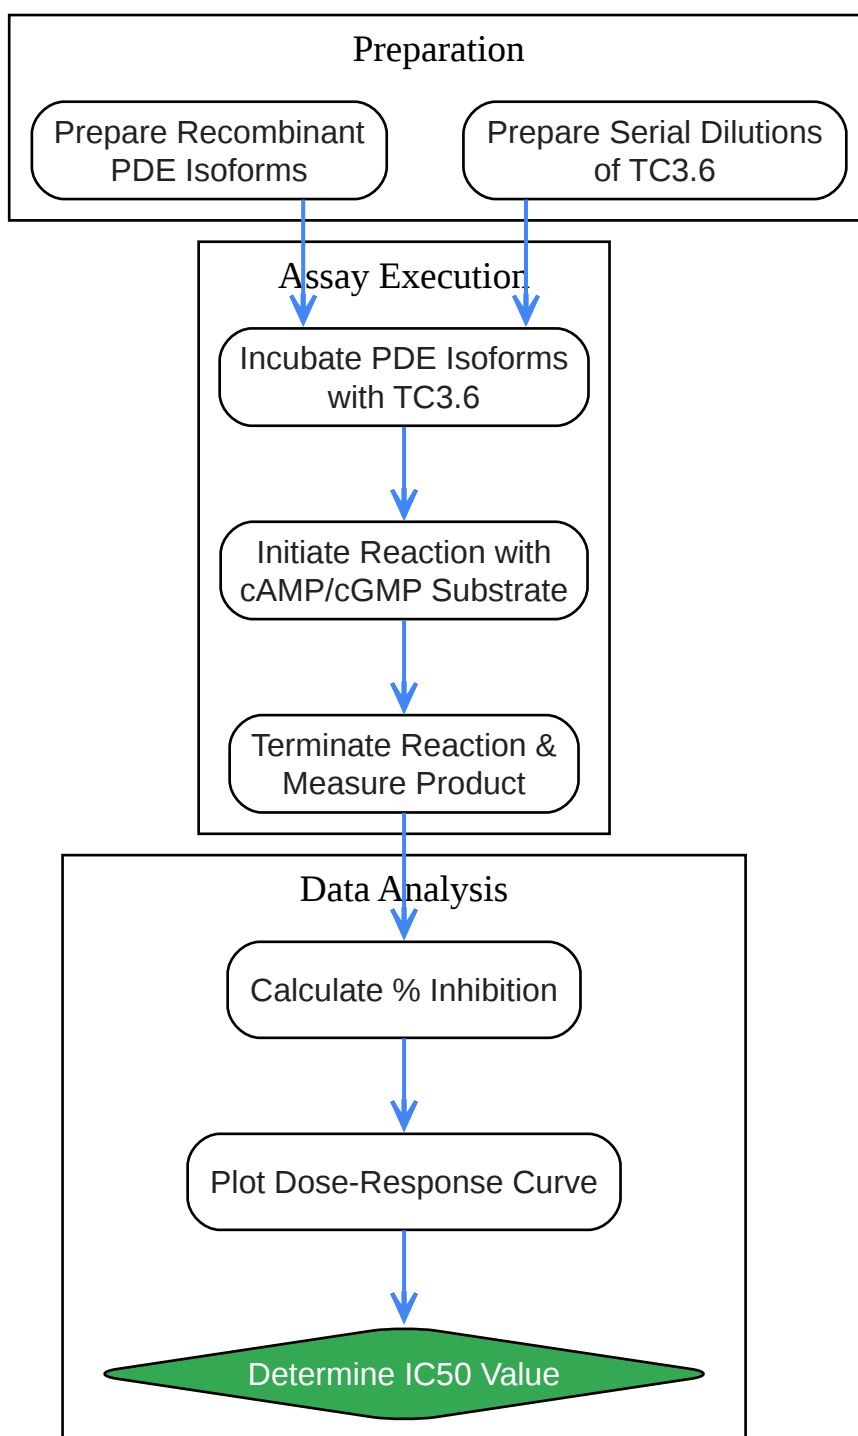 Preparation
Prepare Recombinant
PDE Isoforms
Prepare Serial Dilutions
of TC3.6
Assay Execution
Incubate PDE Isoforms
with TC3.6
Initiate Reaction with
cAMP/cGMP Substrate
Terminate Reaction &
Measure Product
Data Analysis
Calculate % Inhibition
Plot Dose-Response Curve
Determine IC50 Value